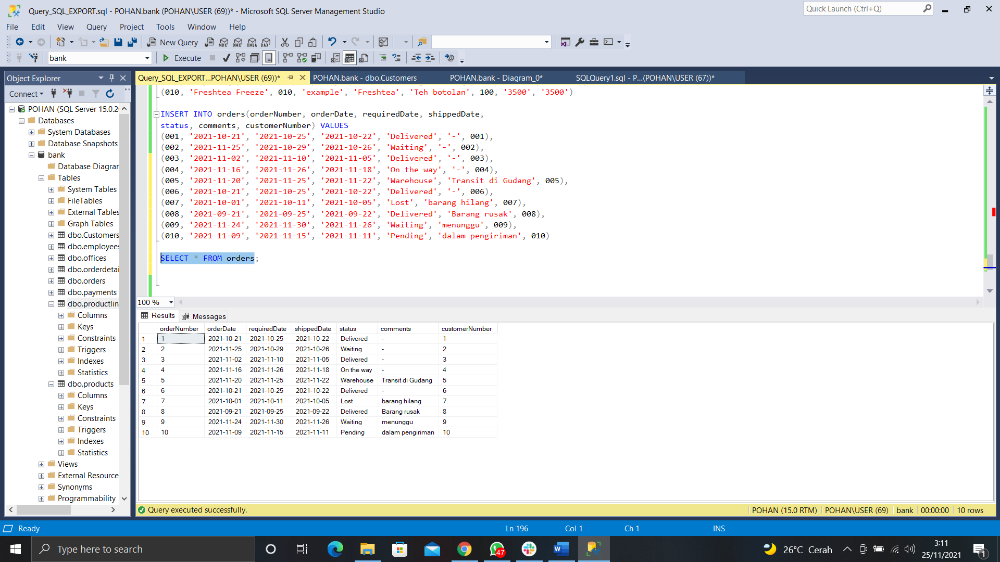 Query_SQL_EXPORT.sql - POHAN.bank (POHAN\USER (69))* - Microsoft SQL Server Management Studio
Quick Launch (Ctrl+Q)
File Edit View Query Project Tools Window Help
New Query
MDX DMX XMLA DAX
bank
Execute
Object Explorer
Query_SQL_EXPORT...POHAN\USER (69))*
POHAN.bank - dbo.Customers
POHAN.bank - Diagram_0*
SQLQuery1.sql - P...(POHAN\USER (67))*
Connect
POHAN (SQL Server 15.0.2
Databases
System Databases
Database Snapshots
bank
Database Diagrar
Tables
System Tables
FileTables
External Tables
Graph Tables
dbo.Customers
dbo.employees
dbo.offices
dbo.orderdetai
dbo.orders
dbo.payments
dbo.productlin
Columns
Keys
Constraints
Triggers
Indexes
Statistics
dbo.products
Columns
Keys
Constraints
Triggers
Indexes
Statistics
Views
External Resource
Synonyms
Programmability
(010, 'Freshtea Freeze', 010, 'example', 'Freshtea', 'Teh botolan', 100, '3500', '3500')
INSERT INTO orders(orderNumber, orderDate, requiredDate, shippedDate,
status, comments, customerNumber) VALUES
(001, '2021-10-21', '2021-10-25', '2021-10-22', 'Delivered', '-', 001),
(002, '2021-11-25', '2021-10-29', '2021-10-26', 'Waiting', '-', 002),
(003, '2021-11-02', '2021-11-10', '2021-11-05', 'Delivered', '-', 003),
(004, '2021-11-16', '2021-11-26', '2021-11-18', 'On the way', '-', 004),
(005, '2021-11-20', '2021-11-25', '2021-11-22', 'Warehouse', 'Transit di Gudang', 005),
(006, '2021-10-21', '2021-10-25', '2021-10-22', 'Delivered', '-', 006),
(007, '2021-10-01', '2021-10-11', '2021-10-05', 'Lost', 'barang hilang', 007),
(008, '2021-09-21', '2021-09-25', '2021-09-22', 'Delivered', 'Barang rusak', 008),
(009, '2021-11-24', '2021-11-30', '2021-11-26', 'Waiting', 'menunggu', 009),
(010, '2021-11-09', '2021-11-15', '2021-11-11', 'Pending', 'dalam pengiriman', 010)
SELECT * FROM orders;
100 %
Results Messages
orderNumber orderDate requiredDate shippedDate status comments customerNumber
1 1 2021-10-21 2021-10-25 2021-10-22 Delivered - 1
2 2 2021-11-25 2021-10-29 2021-10-26 Waiting - 2
3 3 2021-11-02 2021-11-10 2021-11-05 Delivered - 3
4 4 2021-11-16 2021-11-26 2021-11-18 On the way - 4
5 5 2021-11-20 2021-11-25 2021-11-22 Warehouse Transit di Gudang 5
6 6 2021-10-21 2021-10-25 2021-10-22 Delivered - 6
7 7 2021-10-01 2021-10-11 2021-10-05 Lost barang hilang 7
8 8 2021-09-21 2021-09-25 2021-09-22 Delivered Barang rusak 8
9 9 2021-11-24 2021-11-30 2021-11-26 Waiting menunggu 9
10 10 2021-11-09 2021-11-15 2021-11-11 Pending dalam pengiriman 10
Query executed successfully.
POHAN (15.0 RTM) POHAN\USER (69) bank 00:00:00 10 rows
Ready
Ln 196 Col 1 Ch 1 INS
Type here to search
47
26°C Cerah
3:11
25/11/2021
1